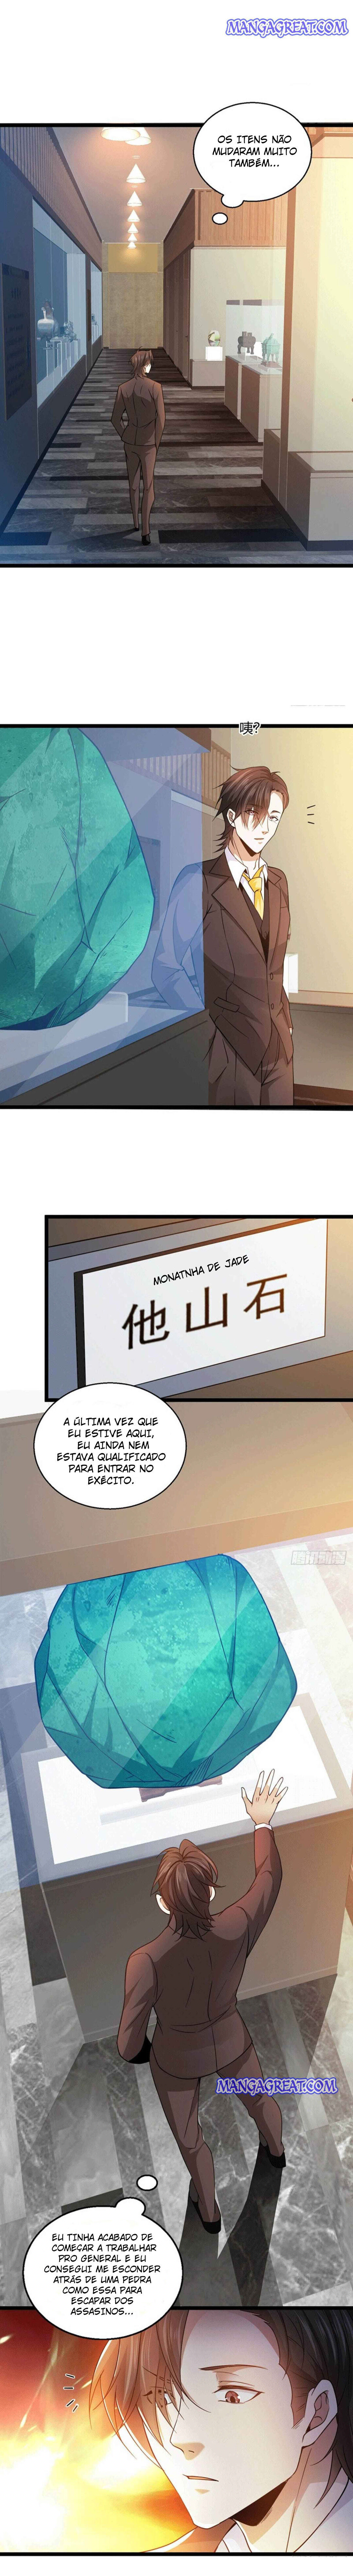 MANGAGREAT.COM
OS ITENS NÃO
MUDARAM MUITO
TAMBÉM...
咦?
MONATNHA DE JADE
他山石
A ÚLTIMA VEZ QUE
EU ESTIVE AQUI,
EU AINDA NEM
ESTAVA QUALIFICADO
PARA ENTRAR NO
EXÉCITO.
MANGAGREAT.COM
EU TINHA ACABADO DE
COMEÇAR A TRABALHAR
PRO GENERAL E EU
CONSEGUI ME ESCONDER
ATRÁS DE UMA PEDRA
COMO ESSA PARA
ESCAPAR DOS
ASSASINOS...